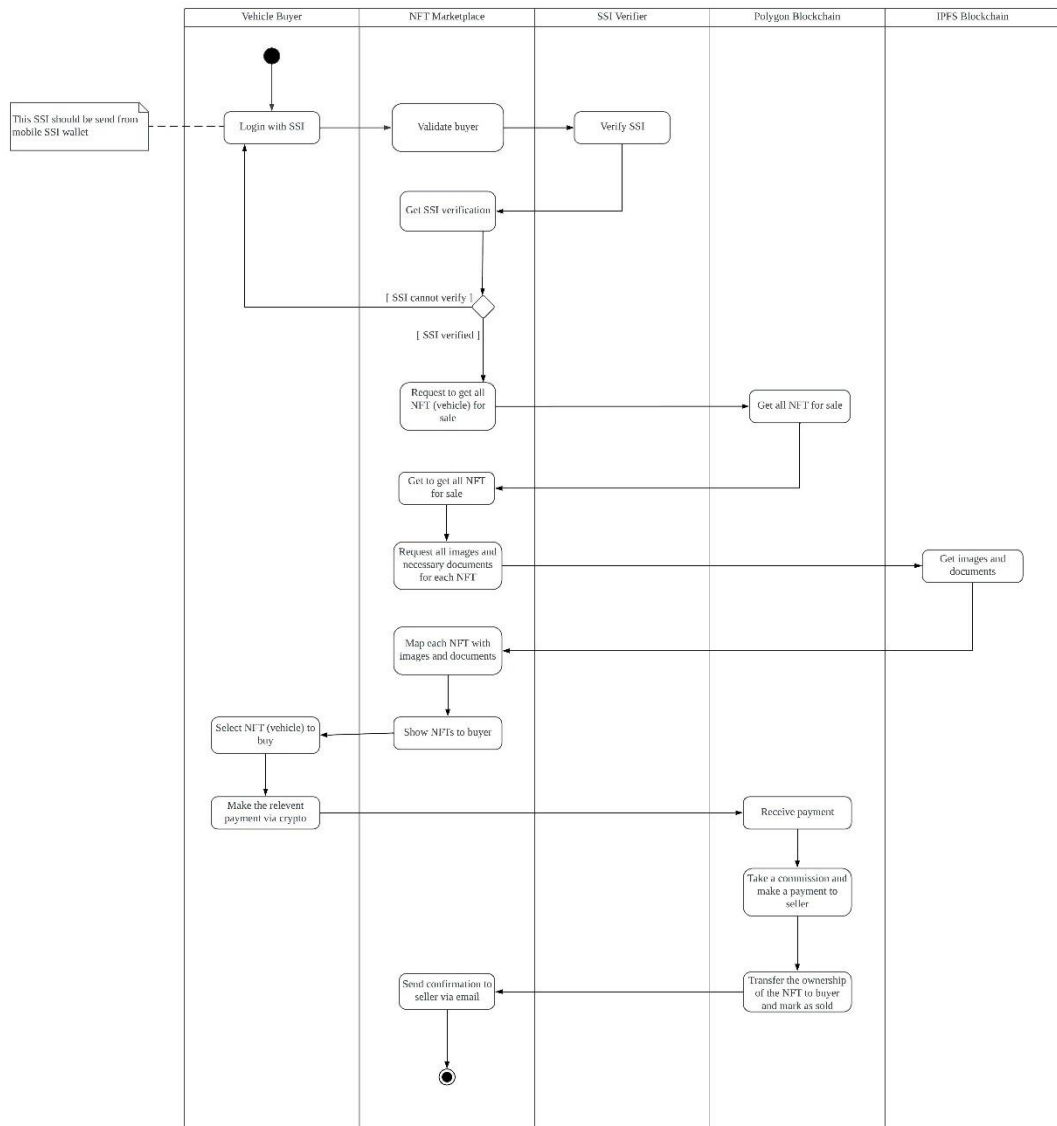 Vehicle Buyer
NFT Marketplace
SSI Verifier
Polygon Blockchain
IPFS Blockchain
This SSI should be send from
mobile SSI wallet
Login with SSI
Validate buyer
Verify SSI
Get SSI verification
[ SSI cannot verify ]
[ SSI verified ]
Request to get all
NFT (vehicle) for
sale
Get all NFT for sale
Get to get all NFT
for sale
Request all images and
necessary documents
for each NFT
Get images and
documents
Map each NFT with
images and documents
Select NFT (vehicle) to
buy
Show NFTs to buyer
Make the relevent
payment via crypto
Receive payment
Take a commission and
make a payment to
seller
Send confirmation to
seller via email
Transfer the ownership
of the NFT to buyer
and mark as sold